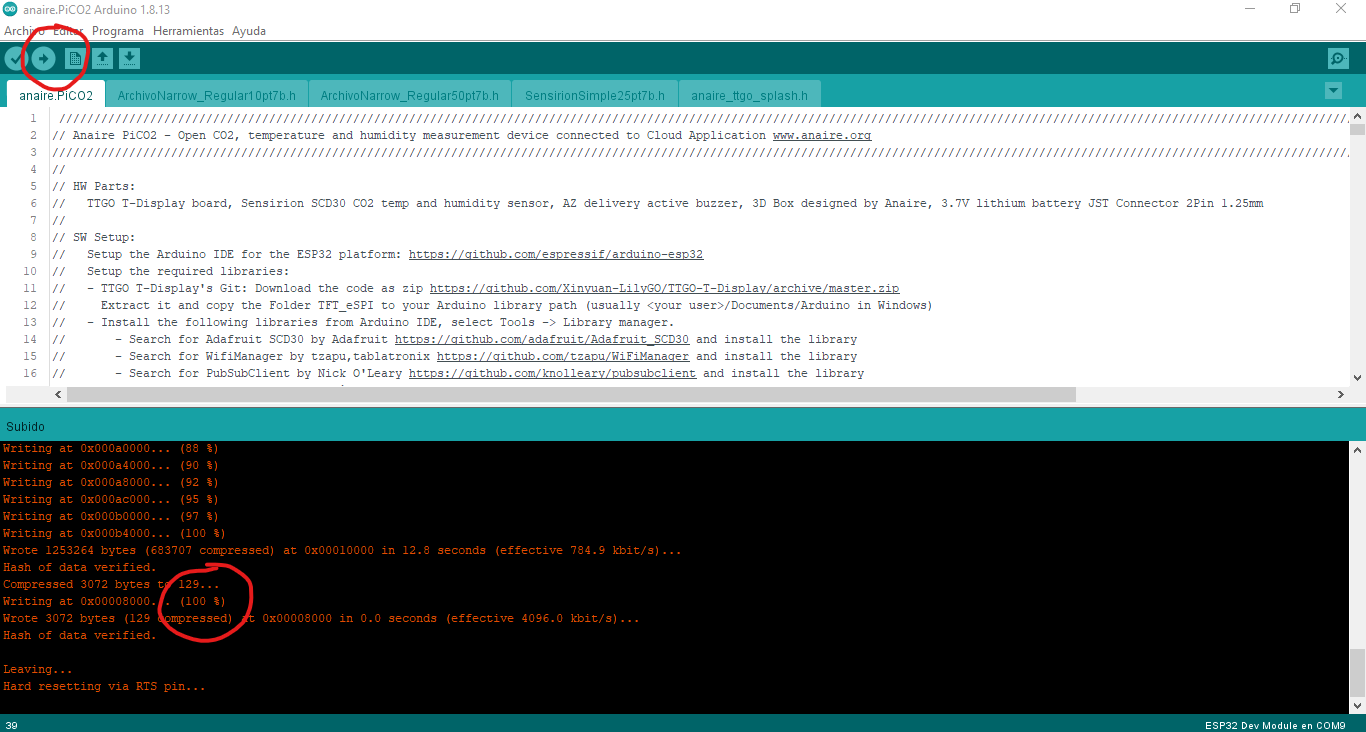 anaire.PiCO2 Arduino 1.8.13
Archivo Editar Programa Herramientas Ayuda
anaire.PiCO2 ArchivoNarrow_Regular10pt7b.h ArchivoNarrow_Regular50pt7b.h SensirionSimple25pt7b.h anaire_ttgo_splash.h
1 ////////////////////////////////////////////////////////////////////////////////////////////////////////////////////////////////////////////////////////////////////////////////////////
2 // Anaire PiCO2 - Open CO2, temperature and humidity measurement device connected to Cloud Application www.anaire.org
3 /////////////////////////////////////////////////////////////////////////////////////////////////////////////////////////////////////////////////////////////////////////////////////////
4 //
5 // HW Parts:
6 // TTGO T-Display board, Sensirion SCD30 CO2 temp and humidity sensor, AZ delivery active buzzer, 3D Box designed by Anaire, 3.7V lithium battery JST Connector 2Pin 1.25mm
7 //
8 // SW Setup:
9 // Setup the Arduino IDE for the ESP32 platform: https://github.com/espressif/arduino-esp32
10 // Setup the required libraries:
11 // - TTGO T-Display's Git: Download the code as zip https://github.com/Xinyuan-LilyGO/TTGO-T-Display/archive/master.zip
12 // Extract it and copy the Folder TFT_eSPI to your Arduino library path (usually <your user>/Documents/Arduino in Windows)
13 // - Install the following libraries from Arduino IDE, select Tools -> Library manager.
14 // - Search for Adafruit SCD30 by Adafruit https://github.com/adafruit/Adafruit_SCD30 and install the library
15 // - Search for WifiManager by tzapu,tablatronix https://github.com/tzapu/WiFiManager and install the library
16 // - Search for PubSubClient by Nick O'Leary https://github.com/knolleary/pubsubclient and install the library
Subido
Writing at 0x000a0000... (88 %)
Writing at 0x000a4000... (90 %)
Writing at 0x000a8000... (92 %)
Writing at 0x000ac000... (95 %)
Writing at 0x000b0000... (97 %)
Writing at 0x000b4000... (100 %)
Wrote 1253264 bytes (683707 compressed) at 0x00010000 in 12.8 seconds (effective 784.9 kbit/s)...
Hash of data verified.
Compressed 3072 bytes to 129...
Writing at 0x00008000... (100 %)
Wrote 3072 bytes (129 compressed) at 0x00008000 in 0.0 seconds (effective 4096.0 kbit/s)...
Hash of data verified.
Leaving...
Hard resetting via RTS pin...
39 ESP32 Dev Module en COM9